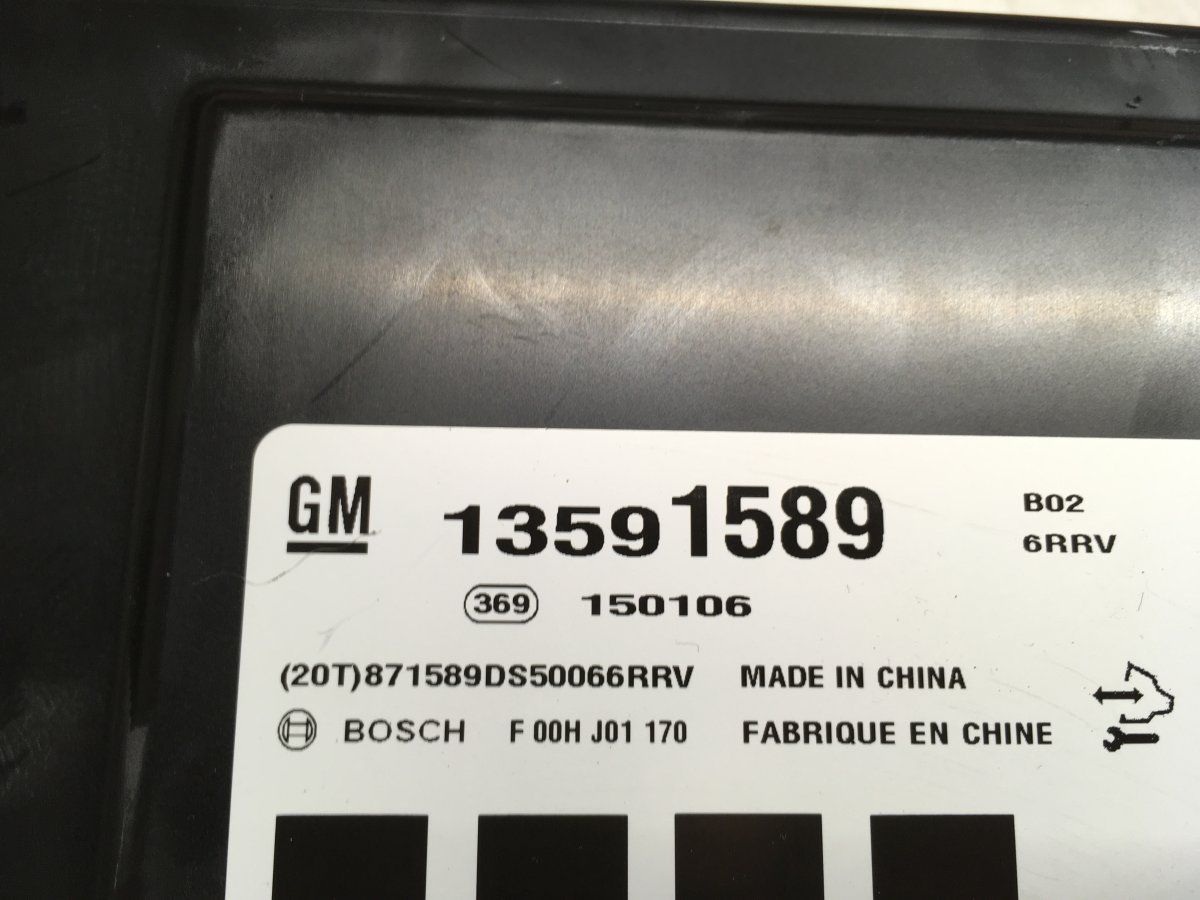 GM 13591589 B02
6RRV
369 150106
(20T)871589DS50066RRV MADE IN CHINA
BOSCH F 00H J01 170 FABRIQUE EN CHINE